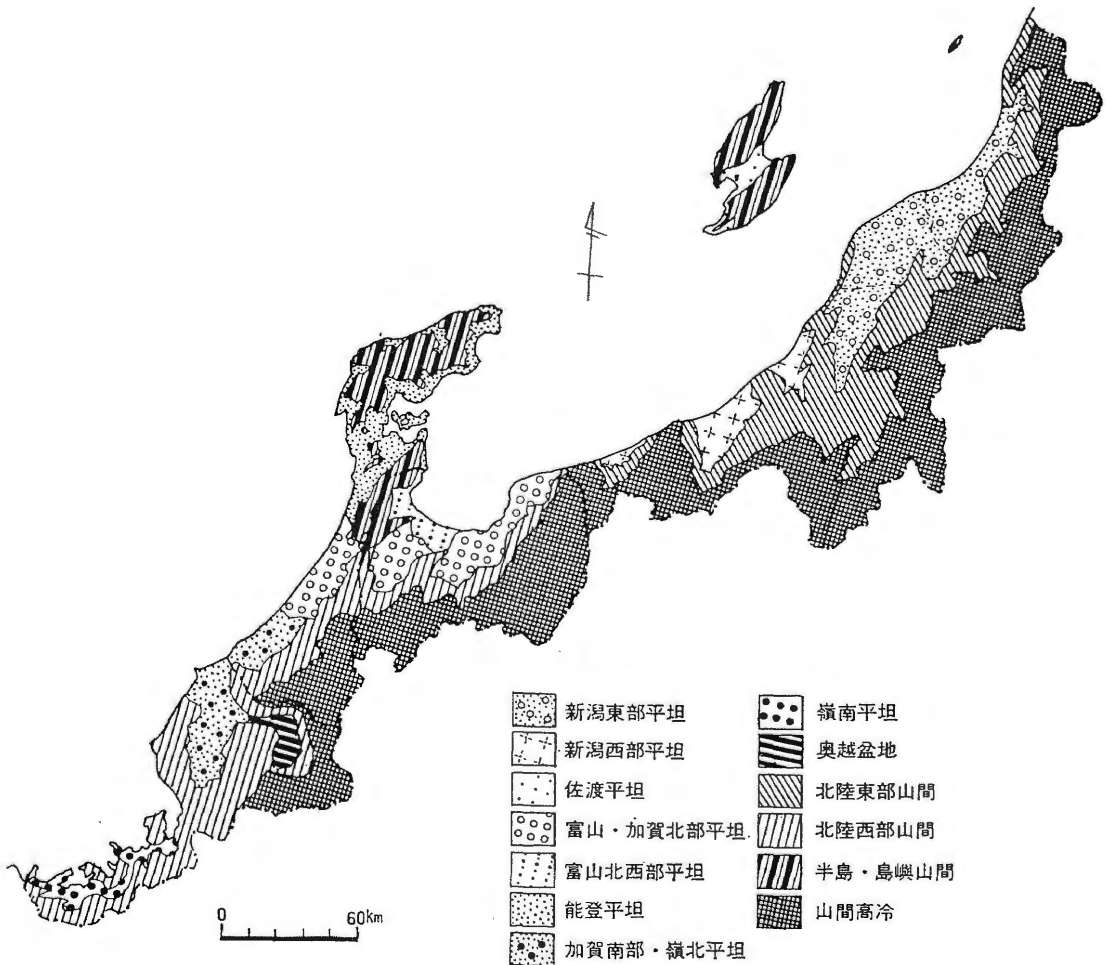 新潟東部平坦
新潟西部平坦
佐渡平坦
富山・加賀北部平坦
富山北西部平坦
能登平坦
加賀南部・嶺北平坦
嶺南平坦
奥越盆地
北陸東部山間
北陸西部山間
半島・島嶼山間
山間高冷
0 60km